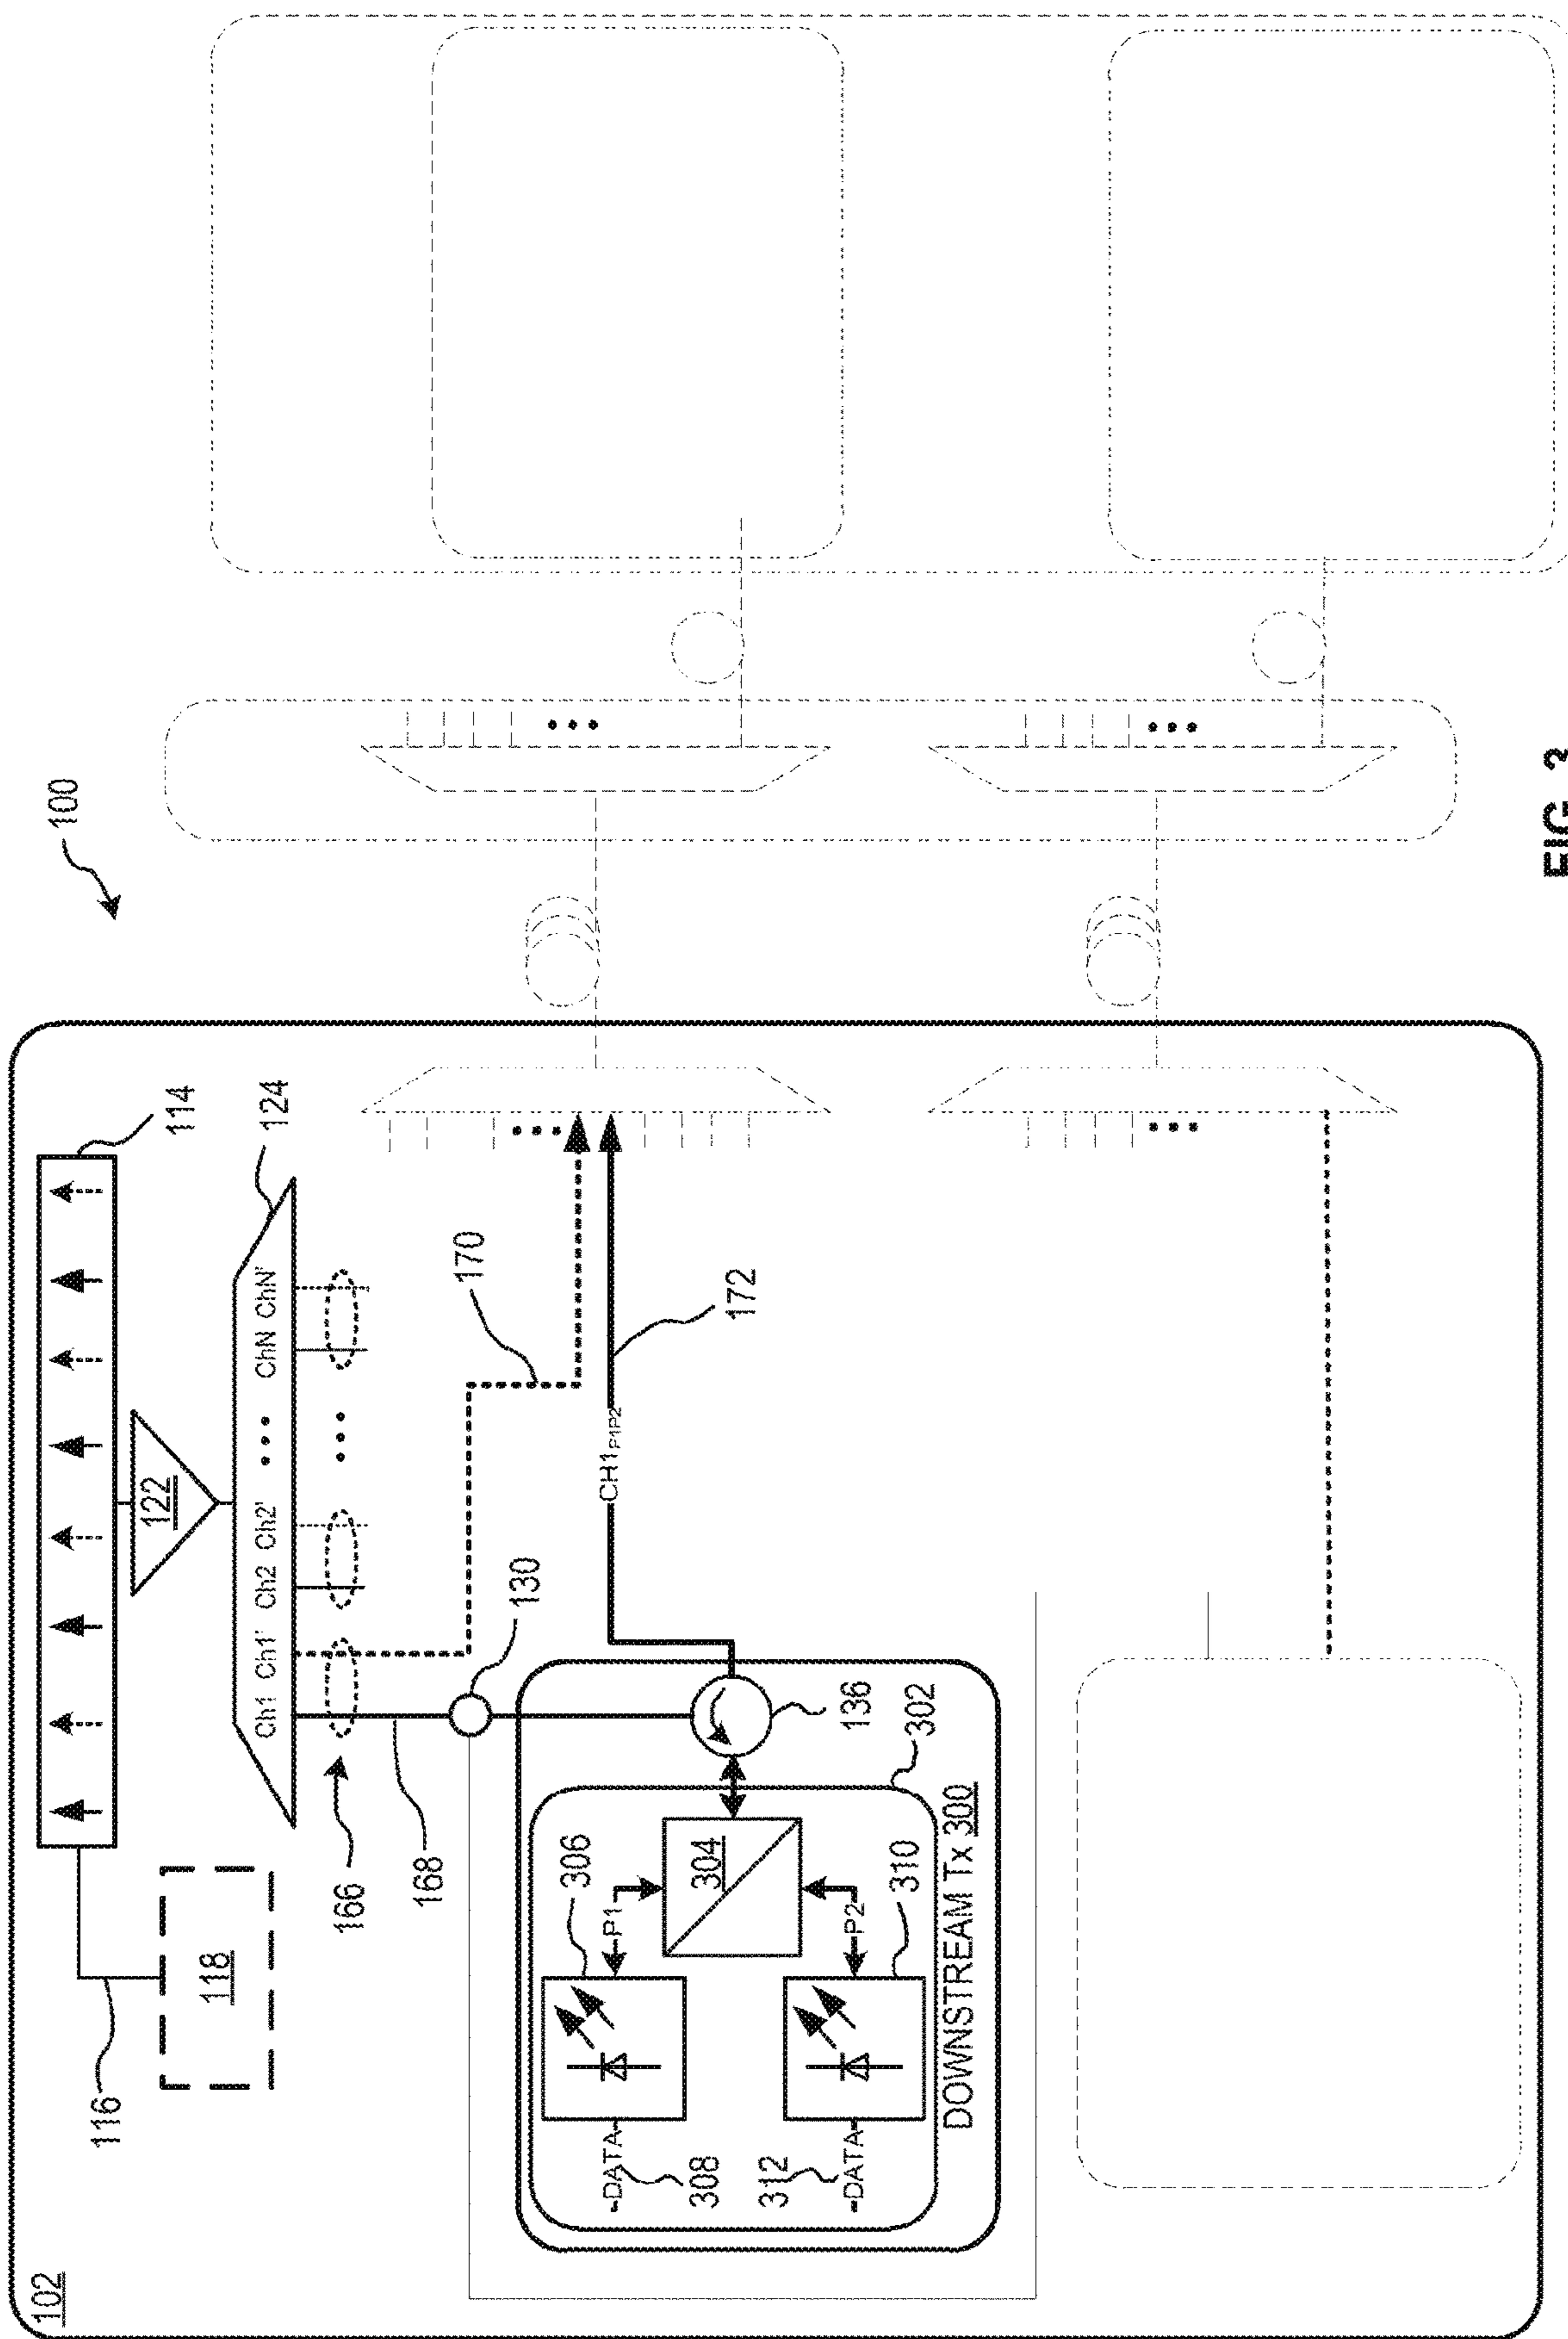 102
100
114
116
118
122
124
Ch1 Ch1' Ch2 Ch2' ••• ChN ChN'
166
•••
168
170
130
CH1P1P2
172
136
302
304
306
P1
-DATA-
308
310
P2
-DATA-
312
DOWNSTREAM Tx 300
FIG.